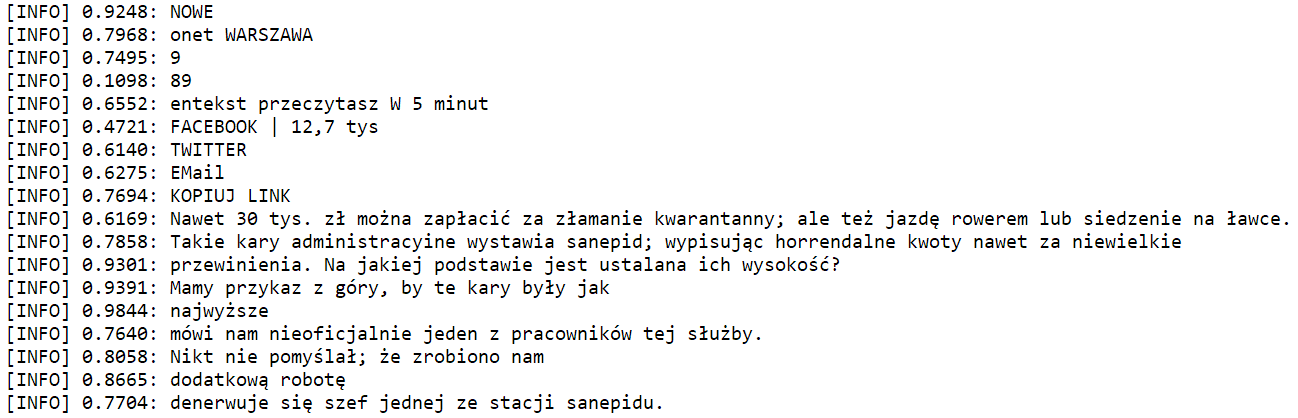 [INFO] 0.9248: NOWE
[INFO] 0.7968: onet WARSZAWA
[INFO] 0.7495: 9
[INFO] 0.1098: 89
[INFO] 0.6552: entekst przeczytasz W 5 minut
[INFO] 0.4721: FACEBOOK | 12,7 tys
[INFO] 0.6140: TWITTER
[INFO] 0.6275: EMail
[INFO] 0.7694: KOPIUJ LINK
[INFO] 0.6169: Nawet 30 tys. zł można zapłacić za złamanie kwarantanny; ale też jazdę rowerem lub siedzenie na ławce.
[INFO] 0.7858: Takie kary administracyine wystawia sanepid; wypisując horrendalne kwoty nawet za niewielkie
[INFO] 0.9301: przewinienia. Na jakiej podstawie jest ustalana ich wysokość?
[INFO] 0.9391: Mamy przykaz z góry, by te kary były jak
[INFO] 0.9844: najwyższe
[INFO] 0.7640: mówi nam nieoficjalnie jeden z pracowników tej służby.
[INFO] 0.8058: Nikt nie pomyślał; że zrobiono nam
[INFO] 0.8665: dodatkową robotę
[INFO] 0.7704: denerwuje się szef jednej ze stacji sanepidu.